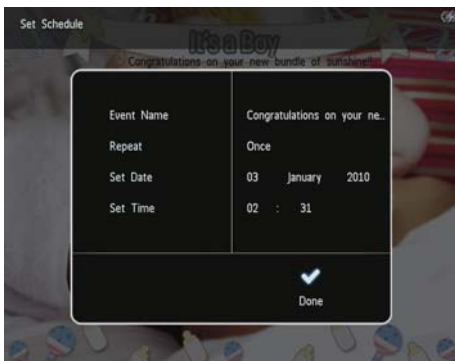 Set Schedule
It's a Boy
Congratulations on your new bundle of sunshine!!
Event Name Congratulations on your ne..
Repeat Once
Set Date 03 January 2010
Set Time 02 : 31
Done